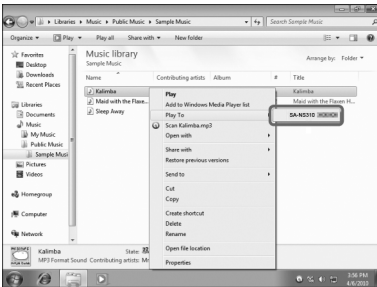 Libraries ▸ Music ▸ Public Music ▸ Sample Music
Search Sample Music
Organize
Play
Play all
Share with
New folder
Favorites
Desktop
Downloads
Recent Places
Libraries
Documents
Music
My Music
Public Music
Sample Musi
Pictures
Videos
Homegroup
Computer
Network
Music library
Sample Music
Arrange by: Folder
Name
Contributing artists
Album
#
Title
Kalimba
Maid with the Flaxe...
Sleep Away
Kalimba
Maid with the Flaxen H...
Play
Add to Windows Media Player list
Play To
Scan Kalimba.mp3
Open with
Share with
Restore previous versions
Send to
Cut
Copy
Create shortcut
Delete
Rename
Open file location
Properties
SA-NS310
Kalimba
State:
MP3 Format Sound
Contributing artists: M
3:56 PM
4/6/2010